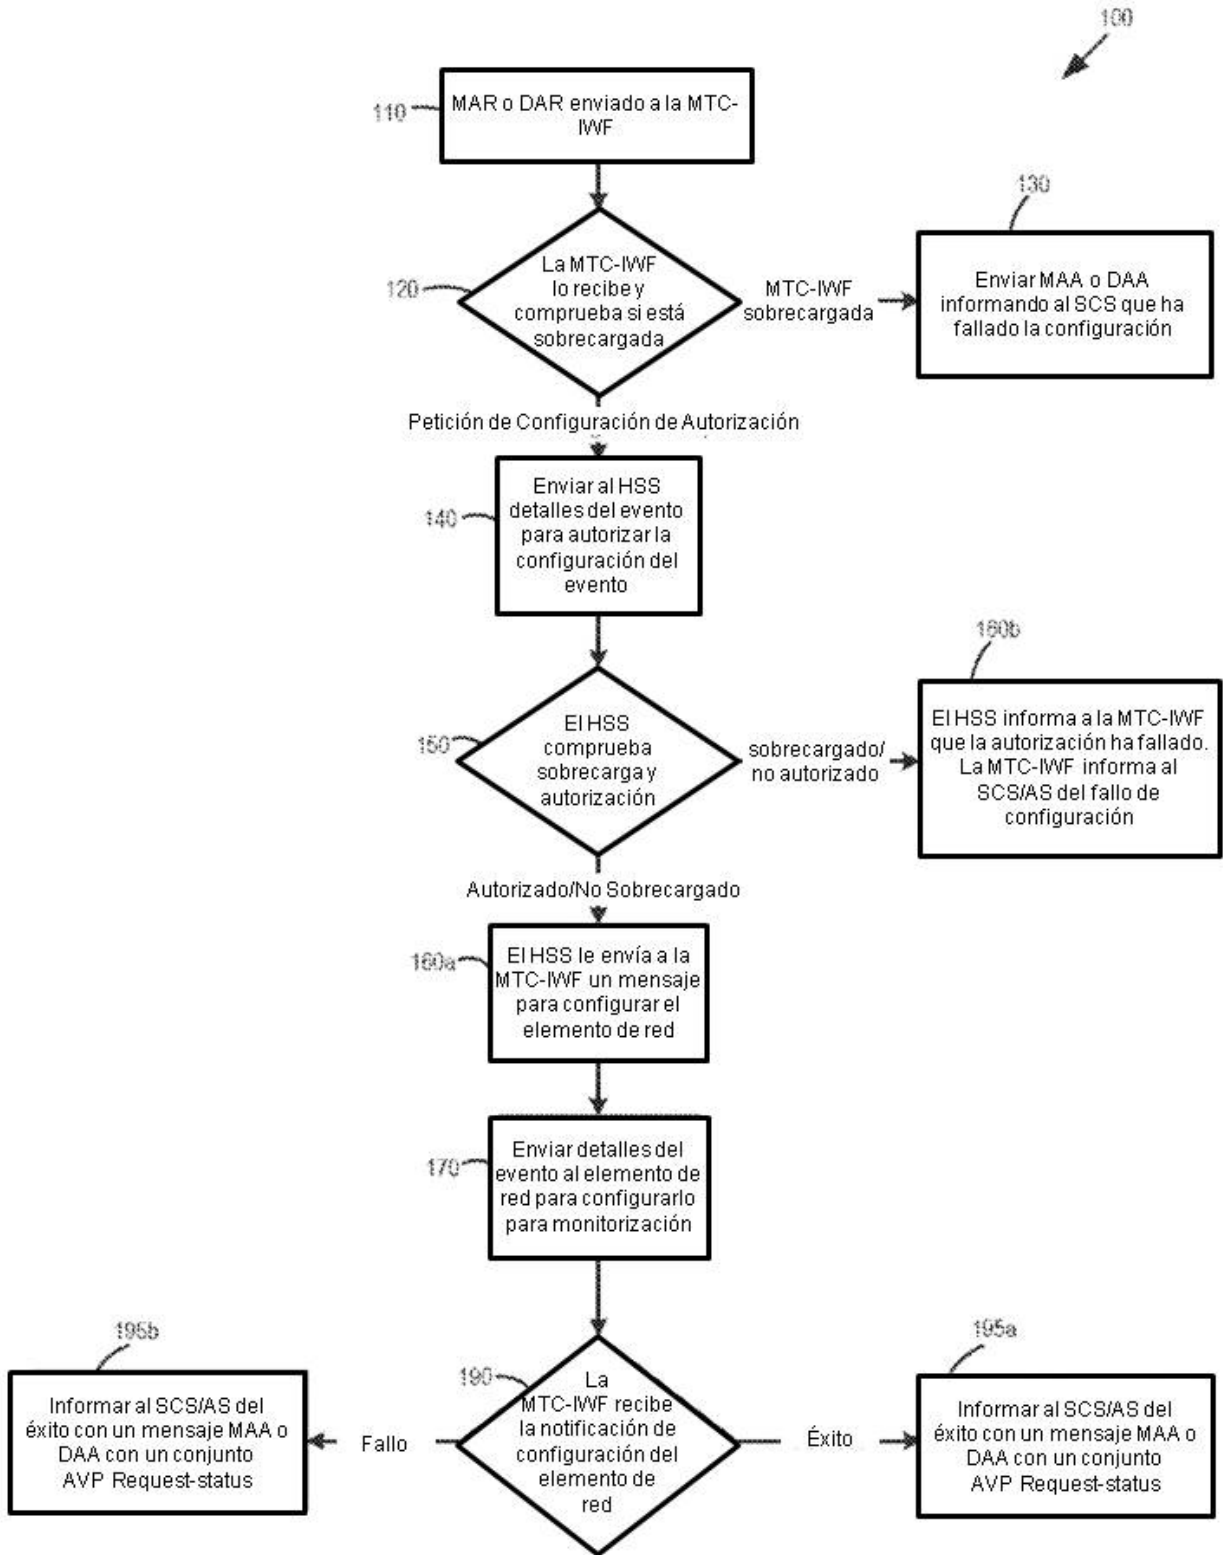 100
110
MAR o DAR enviado a la MTC-
IWF
130
120
La MTC-IWF
lo recibe y
comprueba si está
sobrecargada
MTC-IWF
sobrecargada
Enviar MAA o DAA
informando al SCS que ha
fallado la configuración
Petición de Configuración de Autorización
140
Enviar al HSS
detalles del evento
para autorizar la
configuración del
evento
160b
150
El HSS
comprueba
sobrecarga y
autorización
sobrecargado/
no autorizado
El HSS informa a la MTC-IWF
que la autorización ha fallado.
La MTC-IWF informa al
SCS/AS del fallo de
configuración
Autorizado/No Sobrecargado
160a
El HSS le envía a la
MTC-IWF un mensaje
para configurar el
elemento de red
170
Enviar detalles del
evento al elemento de
red para configurarlo
para monitorización
195b
195a
190
La
MTC-IWF recibe
la notificación de
configuración del
elemento de
red
Fallo
Éxito
Informar al SCS/AS del
éxito con un mensaje MAA o
DAA con un conjunto
AVP Request-status
Informar al SCS/AS del
éxito con un mensaje MAA o
DAA con un conjunto
AVP Request-status